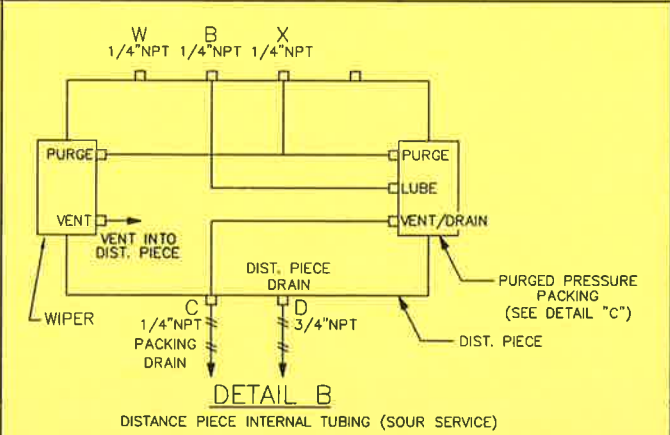 W B X
1/4"NPT 1/4"NPT 1/4"NPT
PURGE
PURGE
LUBE
VENT
VENT INTO
DIST. PIECE
VENT/DRAIN
DIST. PIECE
DRAIN
PURGED PRESSURE
PACKING
(SEE DETAIL "C")
WIPER
C
1/4"NPT
PACKING
DRAIN
D
3/4"NPT
DIST. PIECE
DETAIL B
DISTANCE PIECE INTERNAL TUBING (SOUR SERVICE)